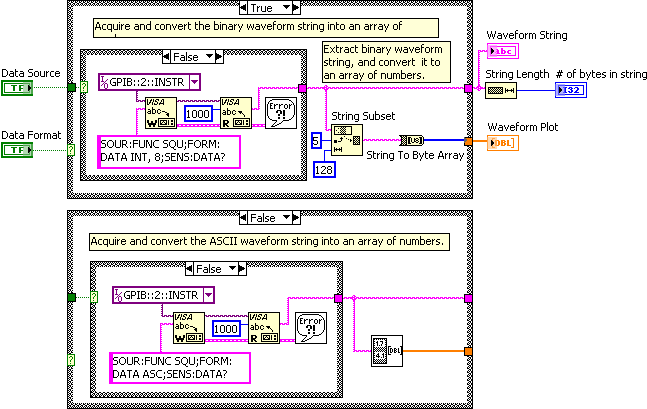 True
Acquire and convert the binary waveform string into an array of
False
Extract binary waveform
string, and convert it to
an array of numbers.
Waveform String
abc
Data Source
TF
I/O GPIB::2::INSTR
VISA
abc
W
1000
VISA
abc
R
Error
?!
String Length
# of bytes in string
I32
String Subset
Data Format
TF
SOUR:FUNC SQU;FORM:
DATA INT, 8;SENS:DATA?
5
128
[U8]
String To Byte Array
DBL]
Waveform Plot
False
Acquire and convert the ASCII waveform string into an array of numbers.
False
I/O GPIB::2::INSTR
VISA
abc
W
1000
VISA
abc
R
Error
?!
SOUR:FUNC SQU;FORM:
DATA ASC;SENS:DATA?
[DBL]